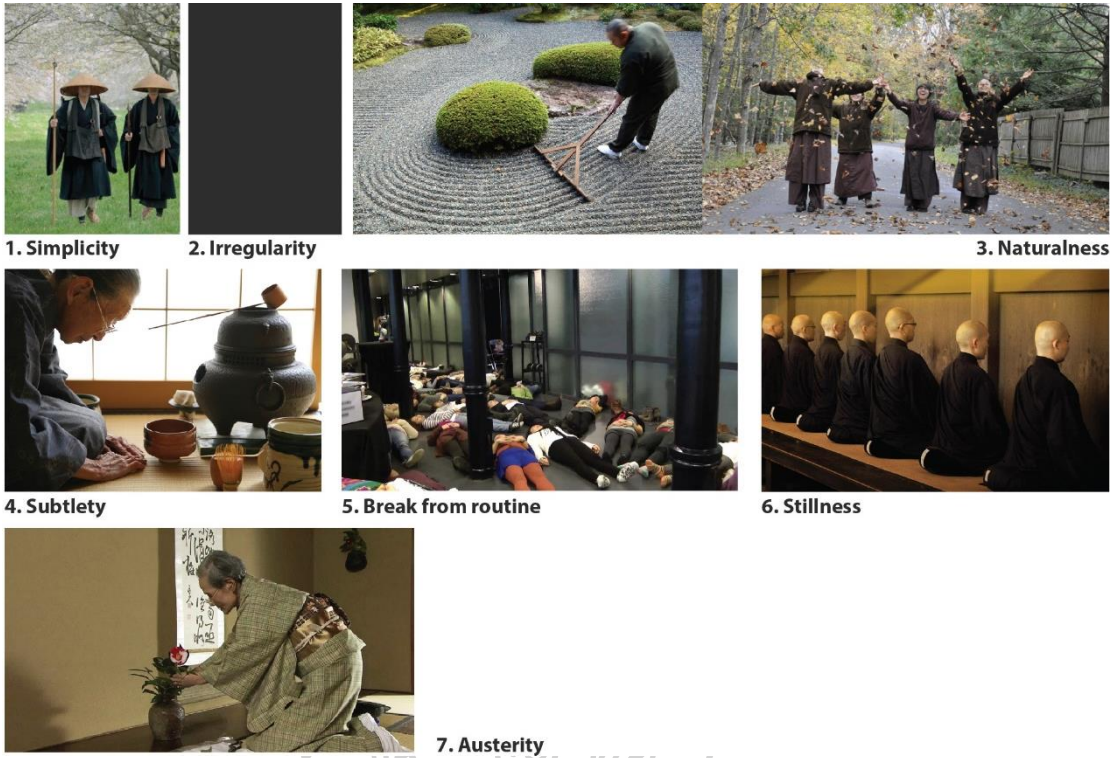 1. Simplicity
2. Irregularity
3. Naturalness
4. Subtlety
5. Break from routine
6. Stillness
7. Austerity